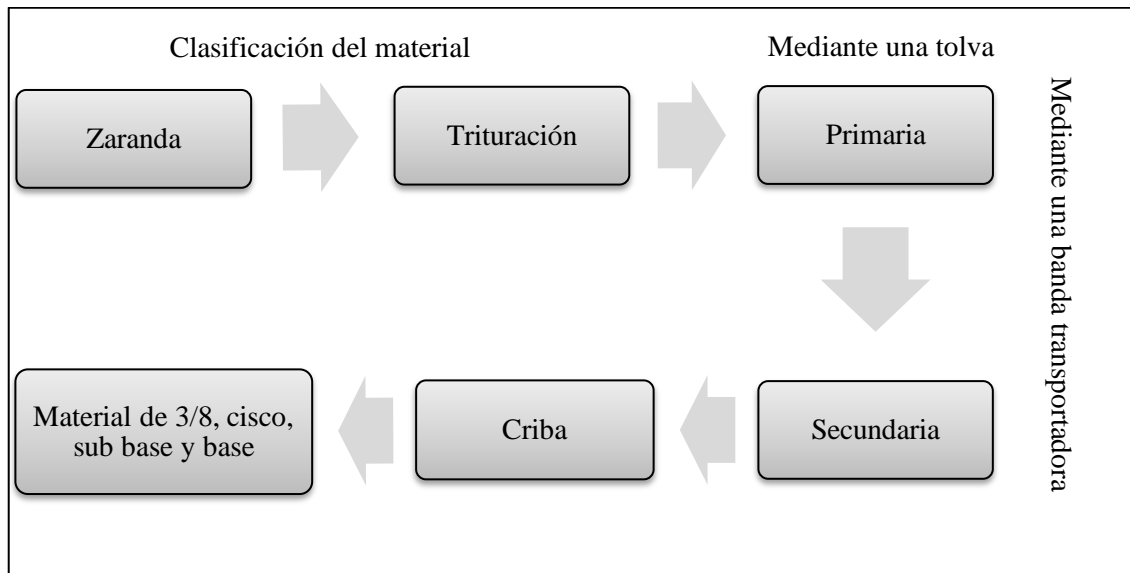 Clasificación del material
Mediante una tolva
Zaranda
Trituración
Primaria
Mediante una banda transportadora
Secundaria
Criba
Material de 3/8, cisco,
sub base y base